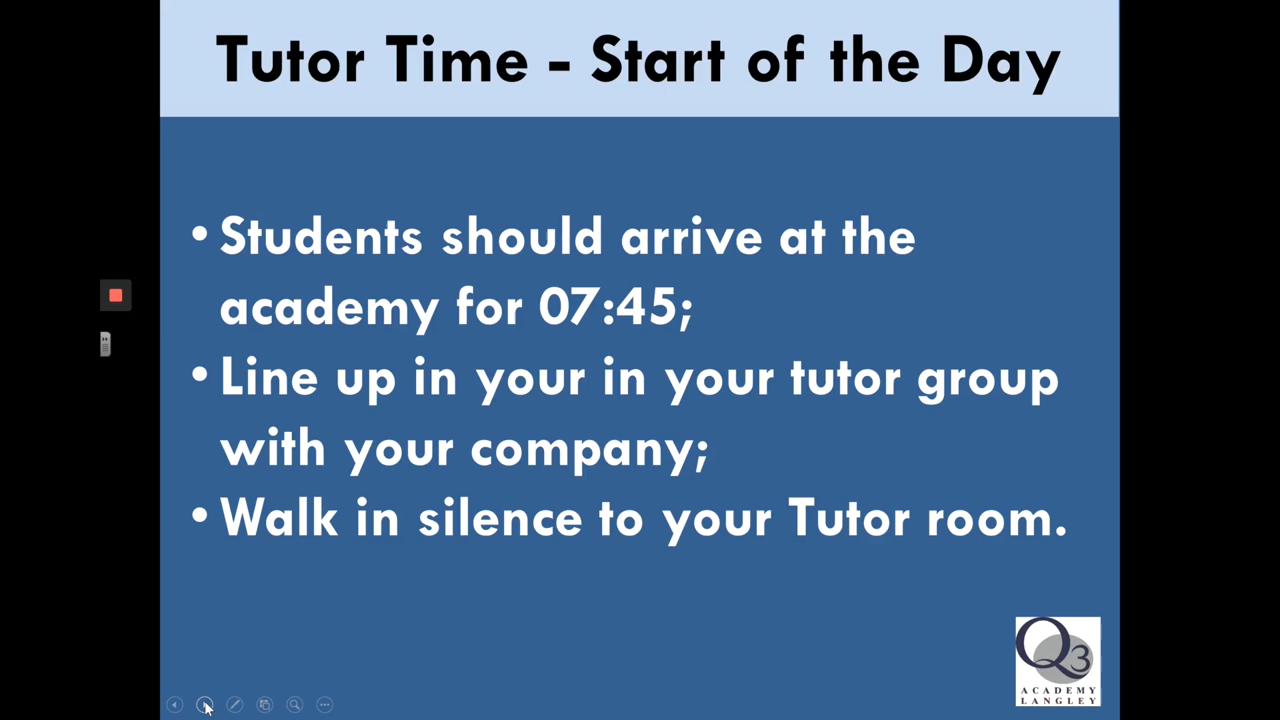 Tutor Time - Start of the Day
• Students should arrive at the
academy for 07:45;
• Line up in your in your tutor group
with your company;
• Walk in silence to your Tutor room.
Q3
ACADEMY
LANGLEY